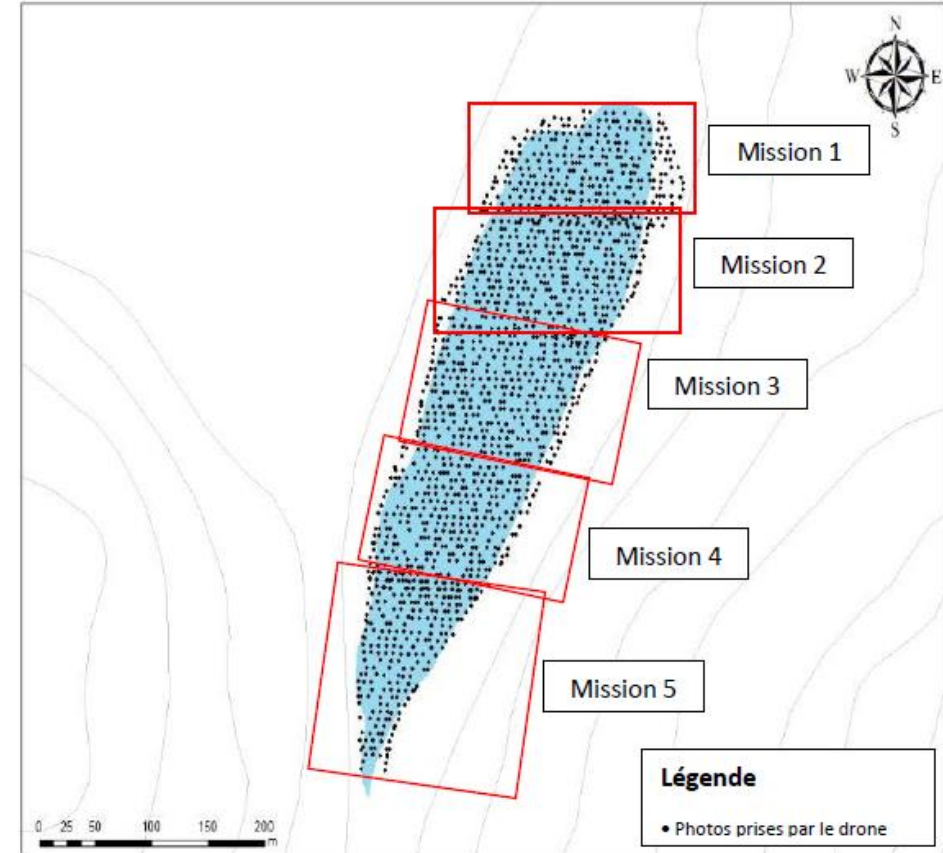 N
W E
S
Mission 1
Mission 2
Mission 3
Mission 4
Mission 5
Légende
• Photos prises par le drone
0 25 50 100 150 200
m